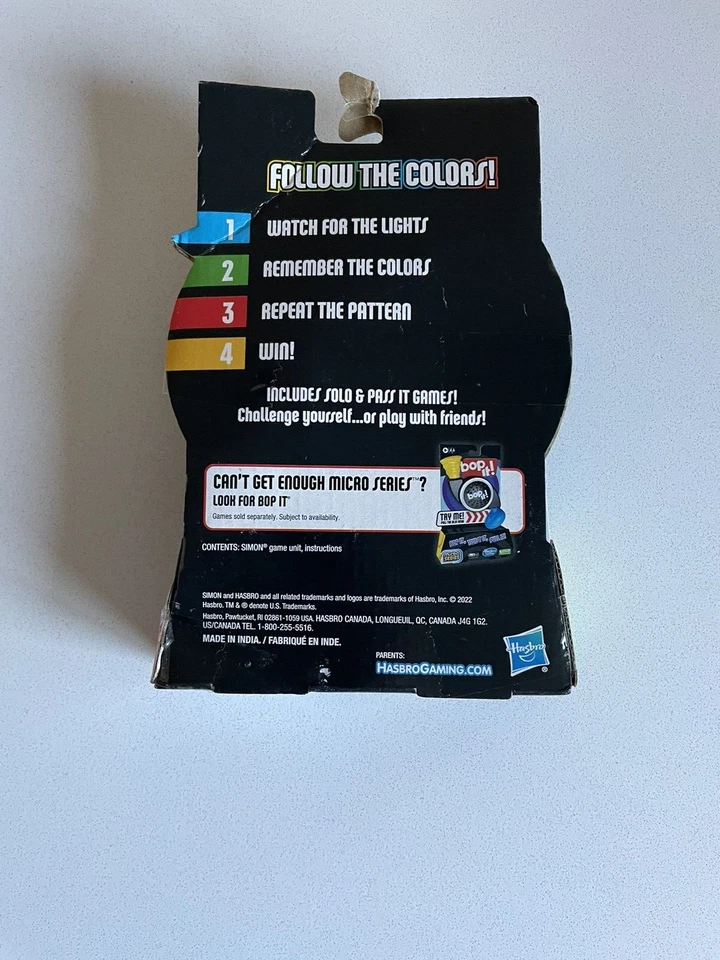 FOLLOW THE COLORS!
1 WATCH FOR THE LIGHTS
2 REMEMBER THE COLORS
3 REPEAT THE PATTERN
4 WIN!
INCLUDES SOLO & PASS IT GAMES!
Challenge yourself...or play with friends!
CAN'T GET ENOUGH MICRO SERIES™?
LOOK FOR BOP IT
Games sold separately. Subject to availability.
bop it!
bop it!
TRY ME!
CONTENTS: SIMON® game unit, instructions
SIMON and HASBRO and all related trademarks and logos are trademarks of Hasbro, Inc. © 2022
Hasbro. TM & ® denote U.S. Trademarks.
Hasbro, Pawtucket, RI 02861-1059 USA. HASBRO CANADA, LONGUEUIL, QC, CANADA J4G 1G2.
US/CANADA TEL. 1-800-255-5516.
MADE IN INDIA. / FABRIQUÉ EN INDE.
PARENTS:
HASBROGAMING.COM
Hasbro
®